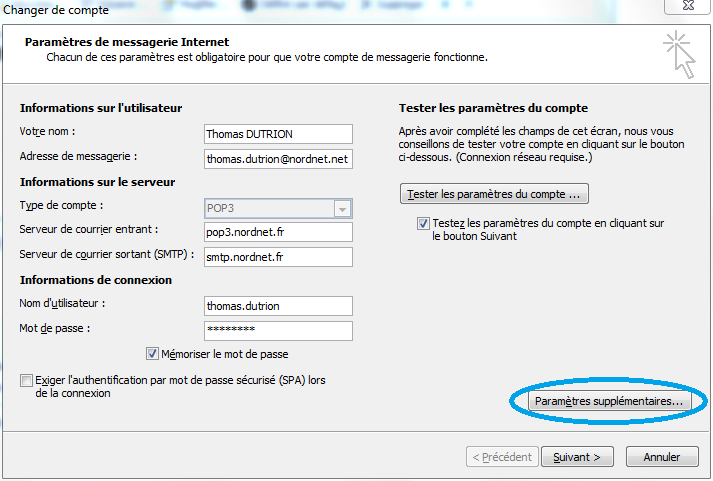 Changer de compte
Paramètres de messagerie Internet
Chacun de ces paramètres est obligatoire pour que votre compte de messagerie fonctionne.
Informations sur l'utilisateur
Votre nom :
Thomas DUTRION
Adresse de messagerie :
thomas.dutrion@nordnet.net
Informations sur le serveur
Type de compte :
POP3
Serveur de courrier entrant :
pop3.nordnet.fr
Serveur de courrier sortant (SMTP) :
smtp.nordnet.fr
Informations de connexion
Nom d'utilisateur :
thomas.dutrion
Mot de passe :
********
Mémoriser le mot de passe
Exiger l'authentification par mot de passe sécurisé (SPA) lors
de la connexion
Tester les paramètres du compte
Après avoir complété les champs de cet écran, nous vous
conseillons de tester votre compte en cliquant sur le bouton
ci-dessous. (Connexion réseau requise.)
Tester les paramètres du compte ...
Testez les paramètres du compte en cliquant sur
le bouton Suivant
Paramètres supplémentaires...
< Précédent
Suivant >
Annuler